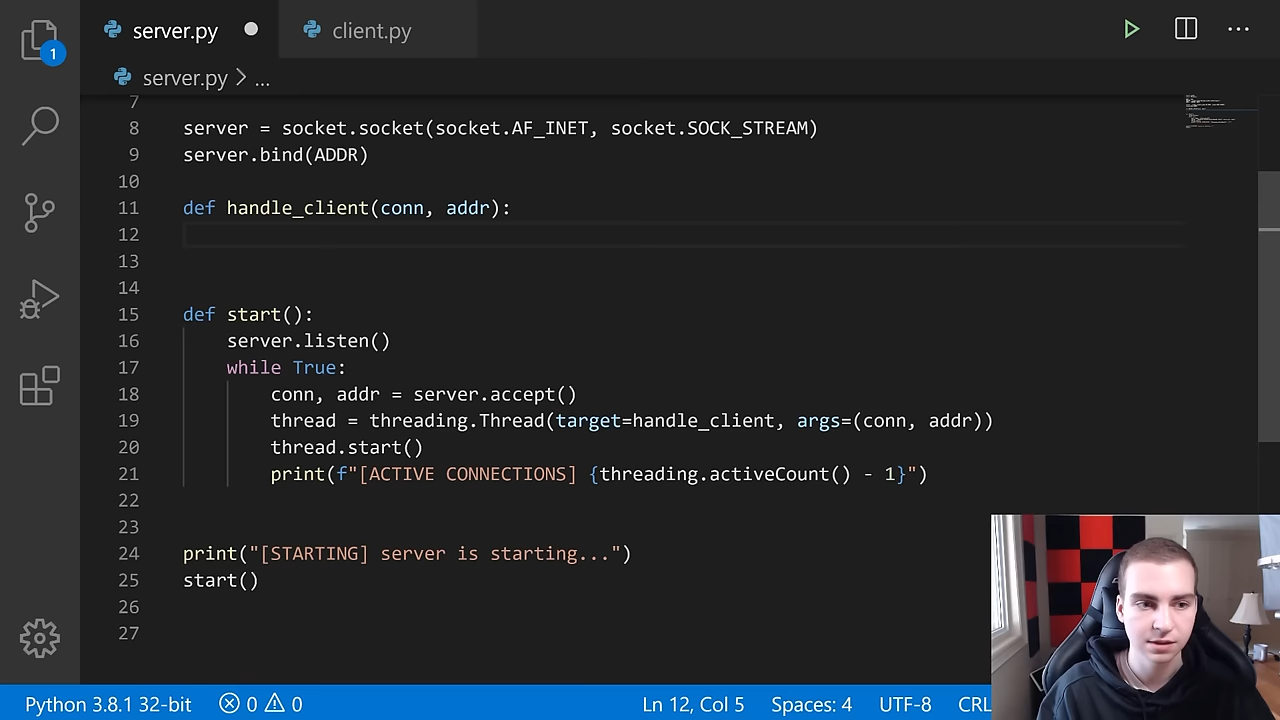 server.py
client.py
1
server.py > ...
7
8 server = socket.socket(socket.AF_INET, socket.SOCK_STREAM)
9 server.bind(ADDR)
10
11 def handle_client(conn, addr):
12
13
14
15 def start():
16 server.listen()
17 while True:
18 conn, addr = server.accept()
19 thread = threading.Thread(target=handle_client, args=(conn, addr))
20 thread.start()
21 print(f"[ACTIVE CONNECTIONS] {threading.activeCount() - 1}")
22
23
24 print("[STARTING] server is starting...")
25 start()
26
27
Python 3.8.1 32-bit 0 0 Ln 12, Col 5 Spaces: 4 UTF-8 CRL